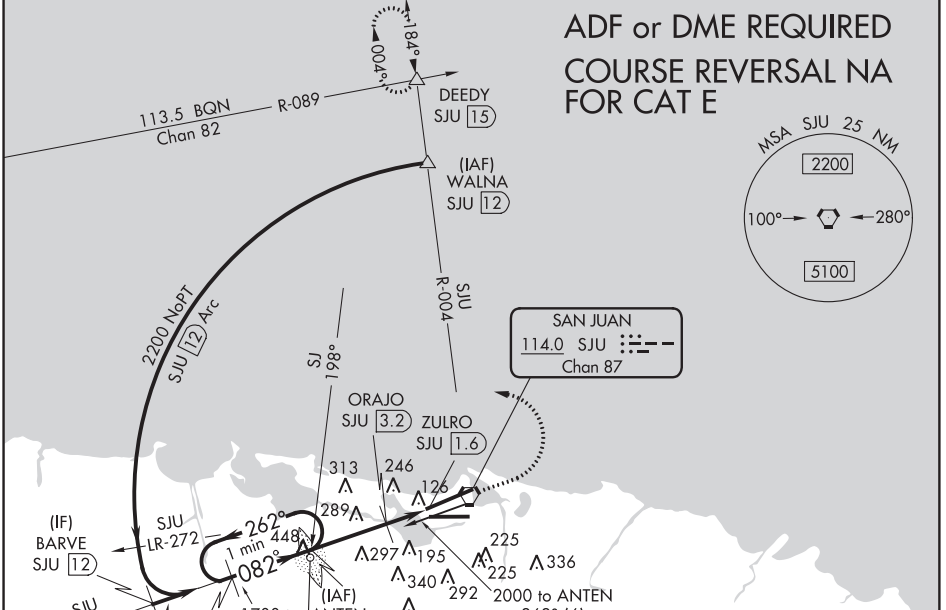 ADF or DME REQUIRED
COURSE REVERSAL NA
FOR CAT E
184°
004°
DEEDY
SJU 15
113.5 BQN
R-089
Chan 82
(IAF)
WALNA
SJU 12
MSA SJU 25 NM
2200
100°
280°
5100
SJU
R-004
2200 NoPT
SJU 12 Arc
SJ
198°
SAN JUAN
114.0 SJU
Chan 87
ORAJO
SJU 3.2
ZULRO
SJU 1.6
313
246
126
289
(IF)
BARVE
SJU 12
SJU
LR-272
262°
1 min
448
082°
297
195
225
225
336
340
292
(IAF)
2000 to ANTEN
SJU